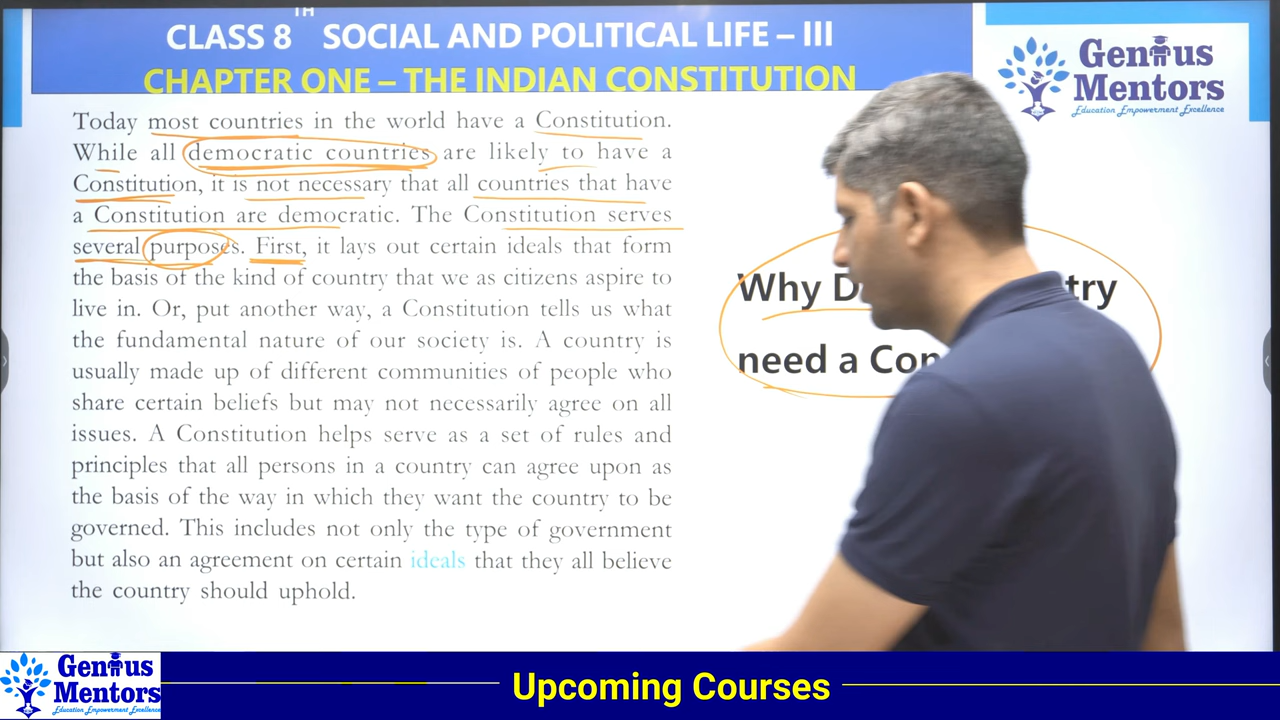 CLASS 8TH SOCIAL AND POLITICAL LIFE – III
CHAPTER ONE – THE INDIAN CONSTITUTION
Genius
Mentors
Education Empowerment Excellence
Today most countries in the world have a Constitution.
While all democratic countries are likely to have a
Constitution, it is not necessary that all countries that have
a Constitution are democratic. The Constitution serves
several purposes. First, it lays out certain ideals that form
the basis of the kind of country that we as citizens aspire to
live in. Or, put another way, a Constitution tells us what
the fundamental nature of our society is. A country is
usually made up of different communities of people who
share certain beliefs but may not necessarily agree on all
issues. A Constitution helps serve as a set of rules and
principles that all persons in a country can agree upon as
the basis of the way in which they want the country to be
governed. This includes not only the type of government
but also an agreement on certain ideals that they all believe
the country should uphold.
Why
need a
Genius
Mentors
Education Empowerment Excellence
Upcoming Courses